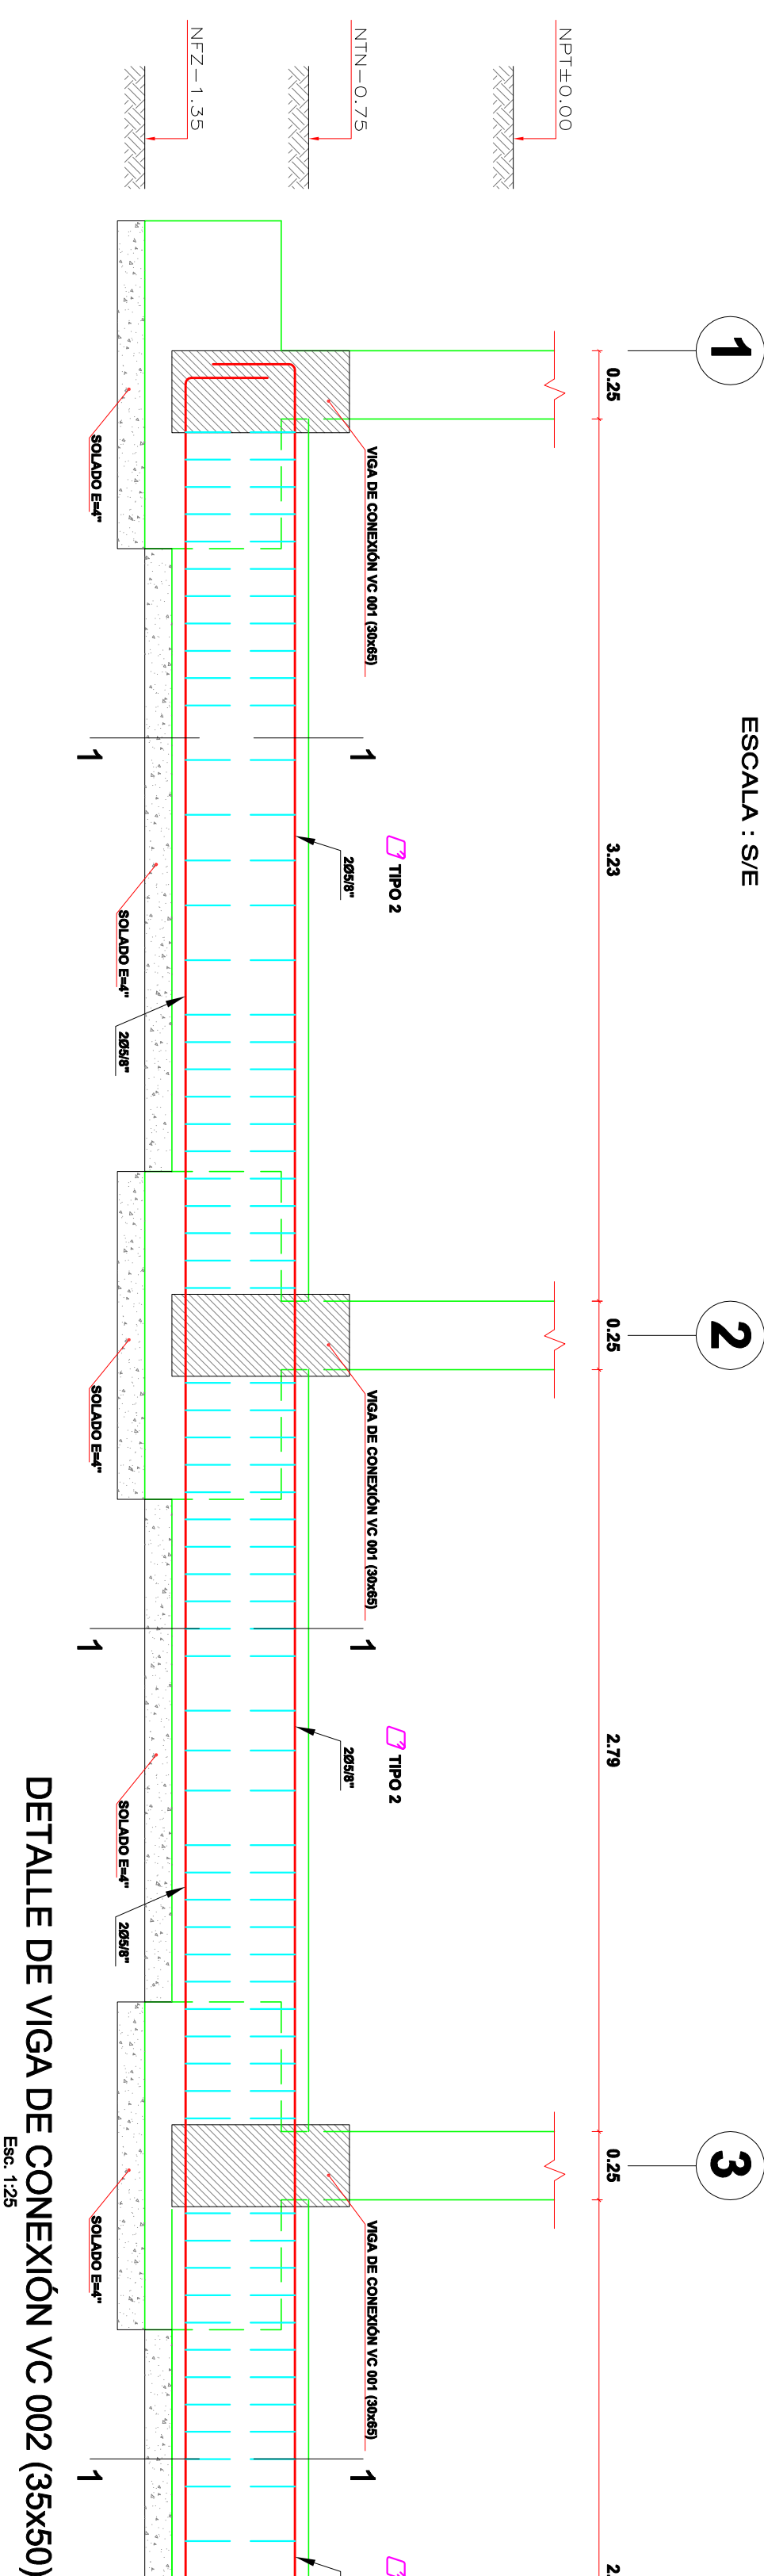 ESCALA : S/E
1
2
3
0.25
3.23
0.25
2.79
0.25
NPT±0.00
NTN-0.75
NFZ-1.35
VIGA DE CONEXIÓN VC 001 (30x65)
VIGA DE CONEXIÓN VC 001 (30x65)
VIGA DE CONEXIÓN VC 001 (30x65)
TIPO 2
TIPO 2
2Ø5/8"
2Ø5/8"
1
1
1
1
1
1
2Ø5/8"
2Ø5/8"
SOLADO E=4"
SOLADO E=4"
SOLADO E=4"
SOLADO E=4"
SOLADO E=4"
DETALLE DE VIGA DE CONEXIÓN VC 002 (35x50)
Esc. 1:25